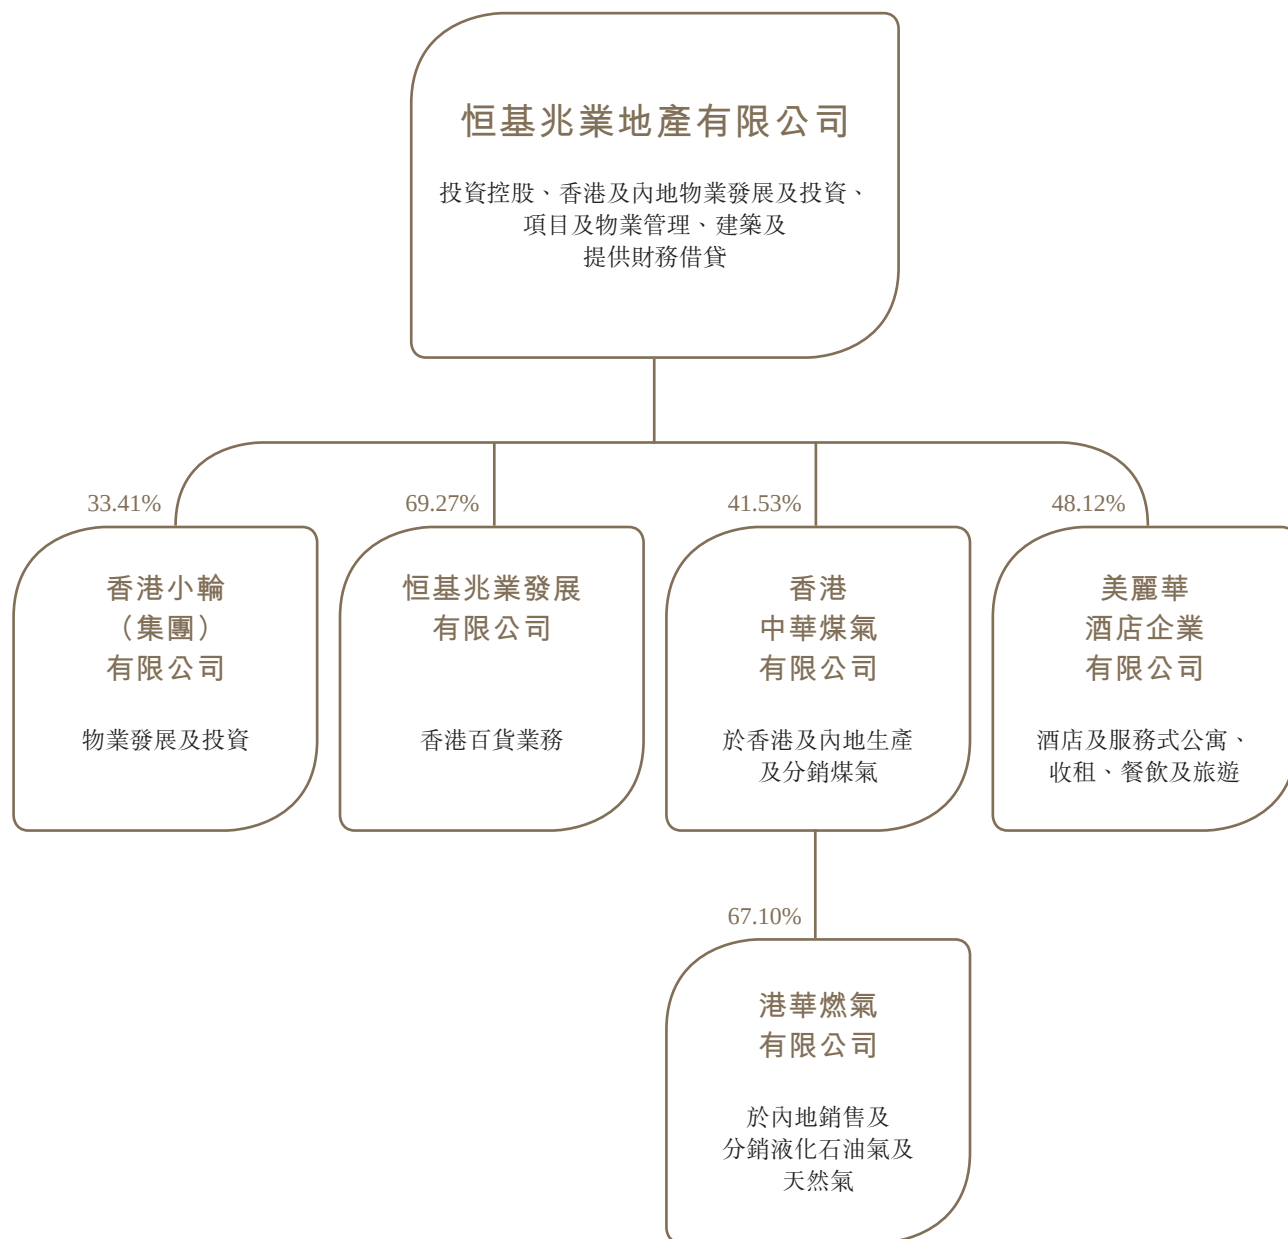 恒基兆業地產有限公司
投資控股、香港及內地物業發展及投資、
項目及物業管理、建築及
提供財務借貸
33.41%
香港小輪
（集團）
有限公司
物業發展及投資
69.27%
恒基兆業發展
有限公司
香港百貨業務
41.53%
香港
中華煤氣
有限公司
於香港及內地生產
及分銷煤氣
48.12%
美麗華
酒店企業
有限公司
酒店及服務式公寓、
收租、餐飲及旅遊
67.10%
港華燃氣
有限公司
於內地銷售及
分銷液化石油氣及
天然氣